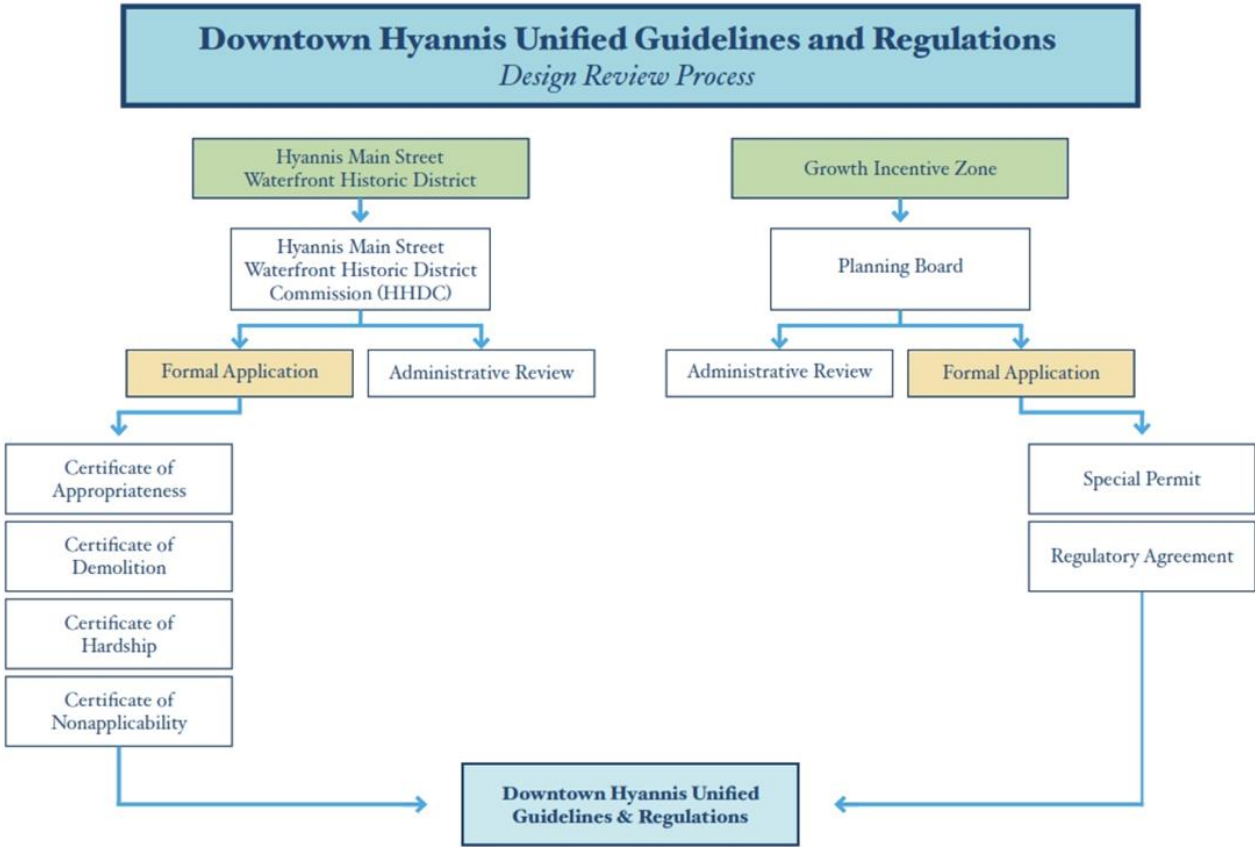 Downtown Hyannis Unified Guidelines and Regulations
Design Review Process
Hyannis Main Street
Waterfront Historic District
Growth Incentive Zone
Hyannis Main Street
Waterfront Historic District
Commission (HHDC)
Planning Board
Formal Application
Administrative Review
Administrative Review
Formal Application
Certificate of
Appropriateness
Certificate of
Demolition
Certificate of
Hardship
Certificate of
Nonapplicability
Special Permit
Regulatory Agreement
Downtown Hyannis Unified
Guidelines & Regulations